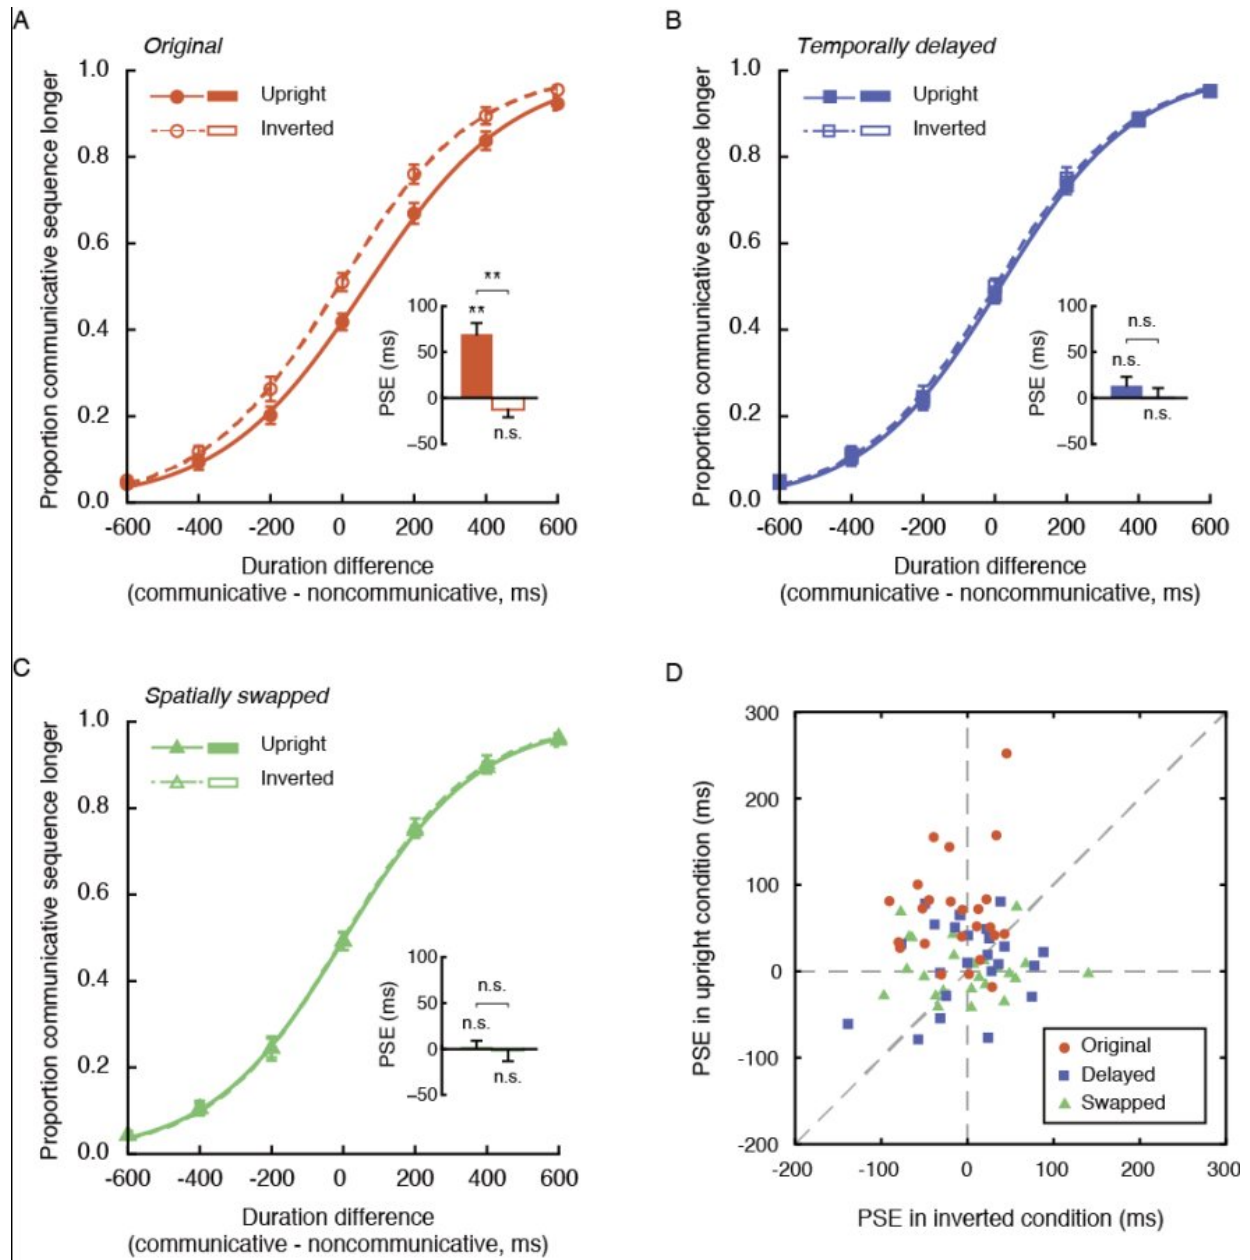 A
Original
Proportion communicative sequence longer
1.0
0.8
0.6
0.4
0.2
0.0
Upright
Inverted
-600 -400 -200 0 200 400 600
Duration difference
(communicative - noncommunicative, ms)
PSE (ms)
100
50
0
−50
**
**
n.s.
B
Temporally delayed
Proportion communicative sequence longer
1.0
0.8
0.6
0.4
0.2
0.0
Upright
Inverted
-600 -400 -200 0 200 400 600
Duration difference
(communicative - noncommunicative, ms)
PSE (ms)
100
50
0
−50
n.s.
n.s.
n.s.
C
Spatially swapped
Proportion communicative sequence longer
1.0
0.8
0.6
0.4
0.2
0.0
Upright
Inverted
-600 -400 -200 0 200 400 600
Duration difference
(communicative - noncommunicative, ms)
PSE (ms)
100
50
0
−50
n.s.
n.s.
n.s.
D
PSE in upright condition (ms)
300
200
100
0
-100
-200
Original
Delayed
Swapped
-200 -100 0 100 200 300
PSE in inverted condition (ms)